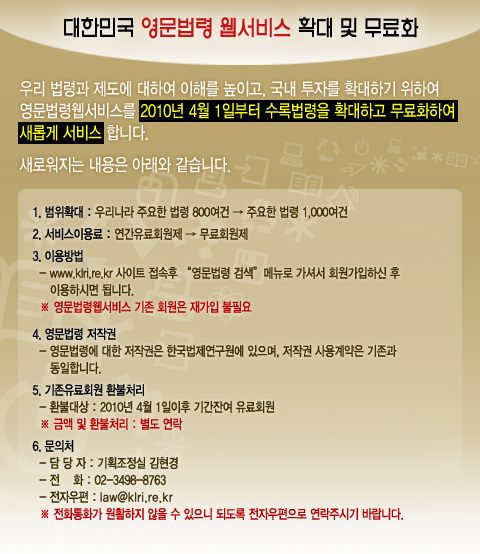 대한민국 영문법령 웹서비스 확대 및 무료화
우리 법령과 제도에 대하여 이해를 높이고, 국내 투자를 확대하기 위하여
영문법령웹서비스를 2010년 4월 1일부터 수록법령을 확대하고 무료화하여
새롭게 서비스 합니다.
새로워지는 내용은 아래와 같습니다.
1. 범위확대 : 우리나라 주요한 법령 800여건 → 주요한 법령 1,000여건
2. 서비스이용료 : 연간유료회원제 → 무료회원제
3. 이용방법
- www.klri.re.kr 사이트 접속후 “영문법령 검색” 메뉴로 가셔서 회원가입하신 후
이용하시면 됩니다.
※ 영문법령웹서비스 기존 회원은 재가입 불필요
4. 영문법령 저작권
- 영문법령에 대한 저작권은 한국법제연구원에 있으며, 저작권 사용계약은 기존과
동일합니다.
5. 기존유료회원 환불처리
- 환불대상 : 2010년 4월 1일이후 기간잔여 유료회원
※ 금액 및 환불처리 : 별도 연락
6. 문의처
- 담 당 자 : 기획조정실 김현경
- 전 화 : 02-3498-8763
- 전자우편 : law@klri.re.kr
※ 전화통화가 원활하지 않을 수 있으니 되도록 전자우편으로 연락주시기 바랍니다.